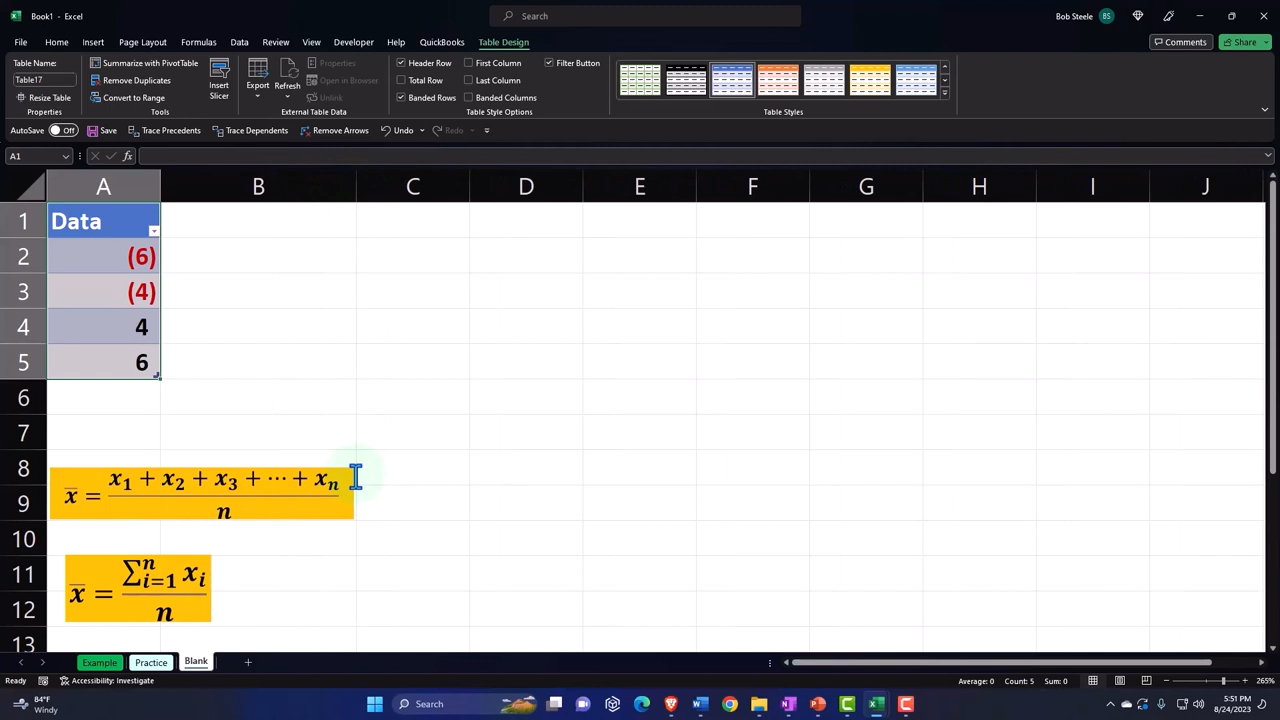 Book1 - Excel
Search
Bob Steele
BS
File
Home
Insert
Page Layout
Formulas
Data
Review
View
Developer
Help
QuickBooks
Table Design
Comments
Share
Table Name:
Table17
Resize Table
Properties
Summarize with PivotTable
Remove Duplicates
Convert to Range
Tools
Insert
Slicer
Export
Refresh
Properties
Open in Browser
Unlink
External Table Data
Header Row
First Column
Filter Button
Total Row
Last Column
Banded Rows
Banded Columns
Table Style Options
Table Styles
AutoSave
Off
Save
Trace Precedents
Trace Dependents
Remove Arrows
Undo
Redo
A1
fx
A B C D E F G H I J
1 Data
2 (6)
3 (4)
4 4
5 6
6
7
8
9
10
11
12
13
x̄ = x₁ + x₂ + x₃ + ⋯ + xₙ
n
x̄ = ∑ⁿᵢ₌₁ xᵢ
n
Example
Practice
Blank
Ready
Accessibility: Investigate
Average: 0
Count: 5
Sum: 0
265%
84°F
Windy
Search
5:51 PM
8/24/2023